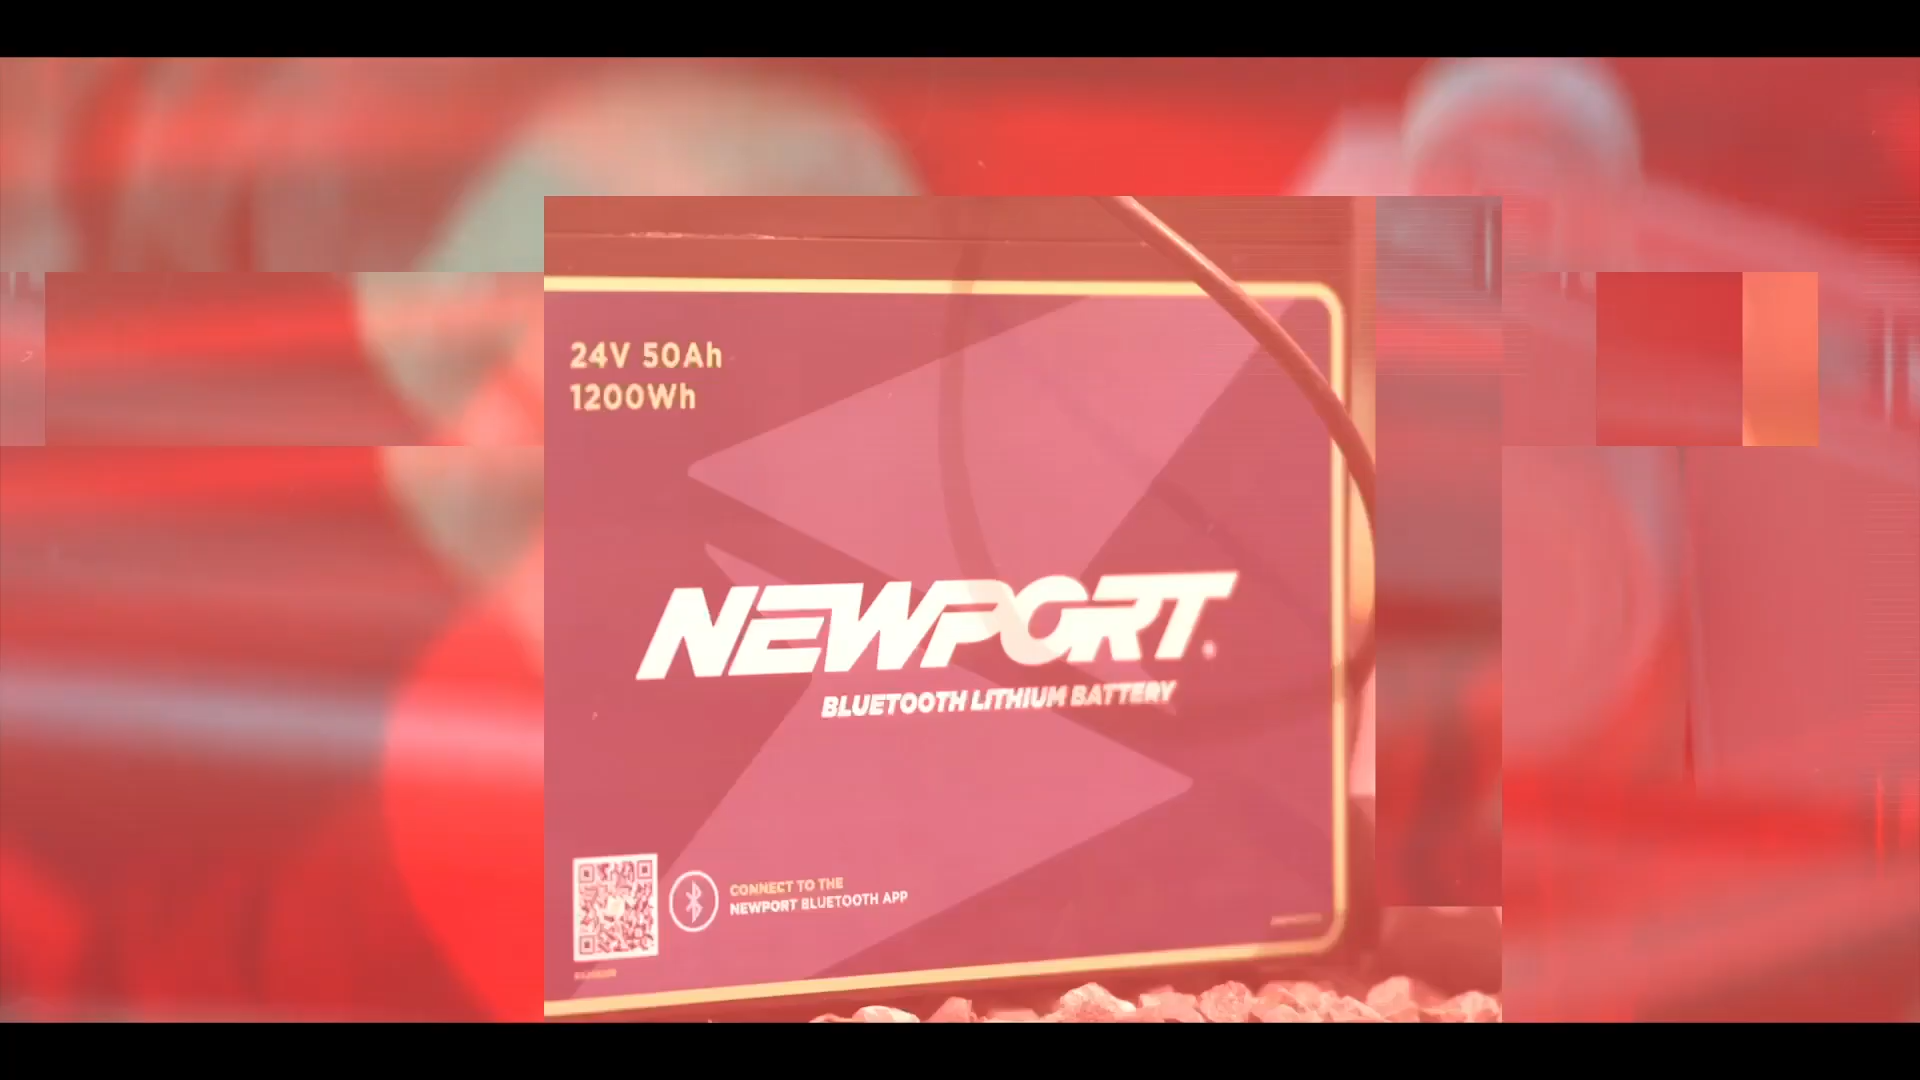 24V 50Ah
1200Wh
NEWPORT
BLUETOOTH LITHIUM BATTERY
CONNECT TO THE
NEWPORT BLUETOOTH APP